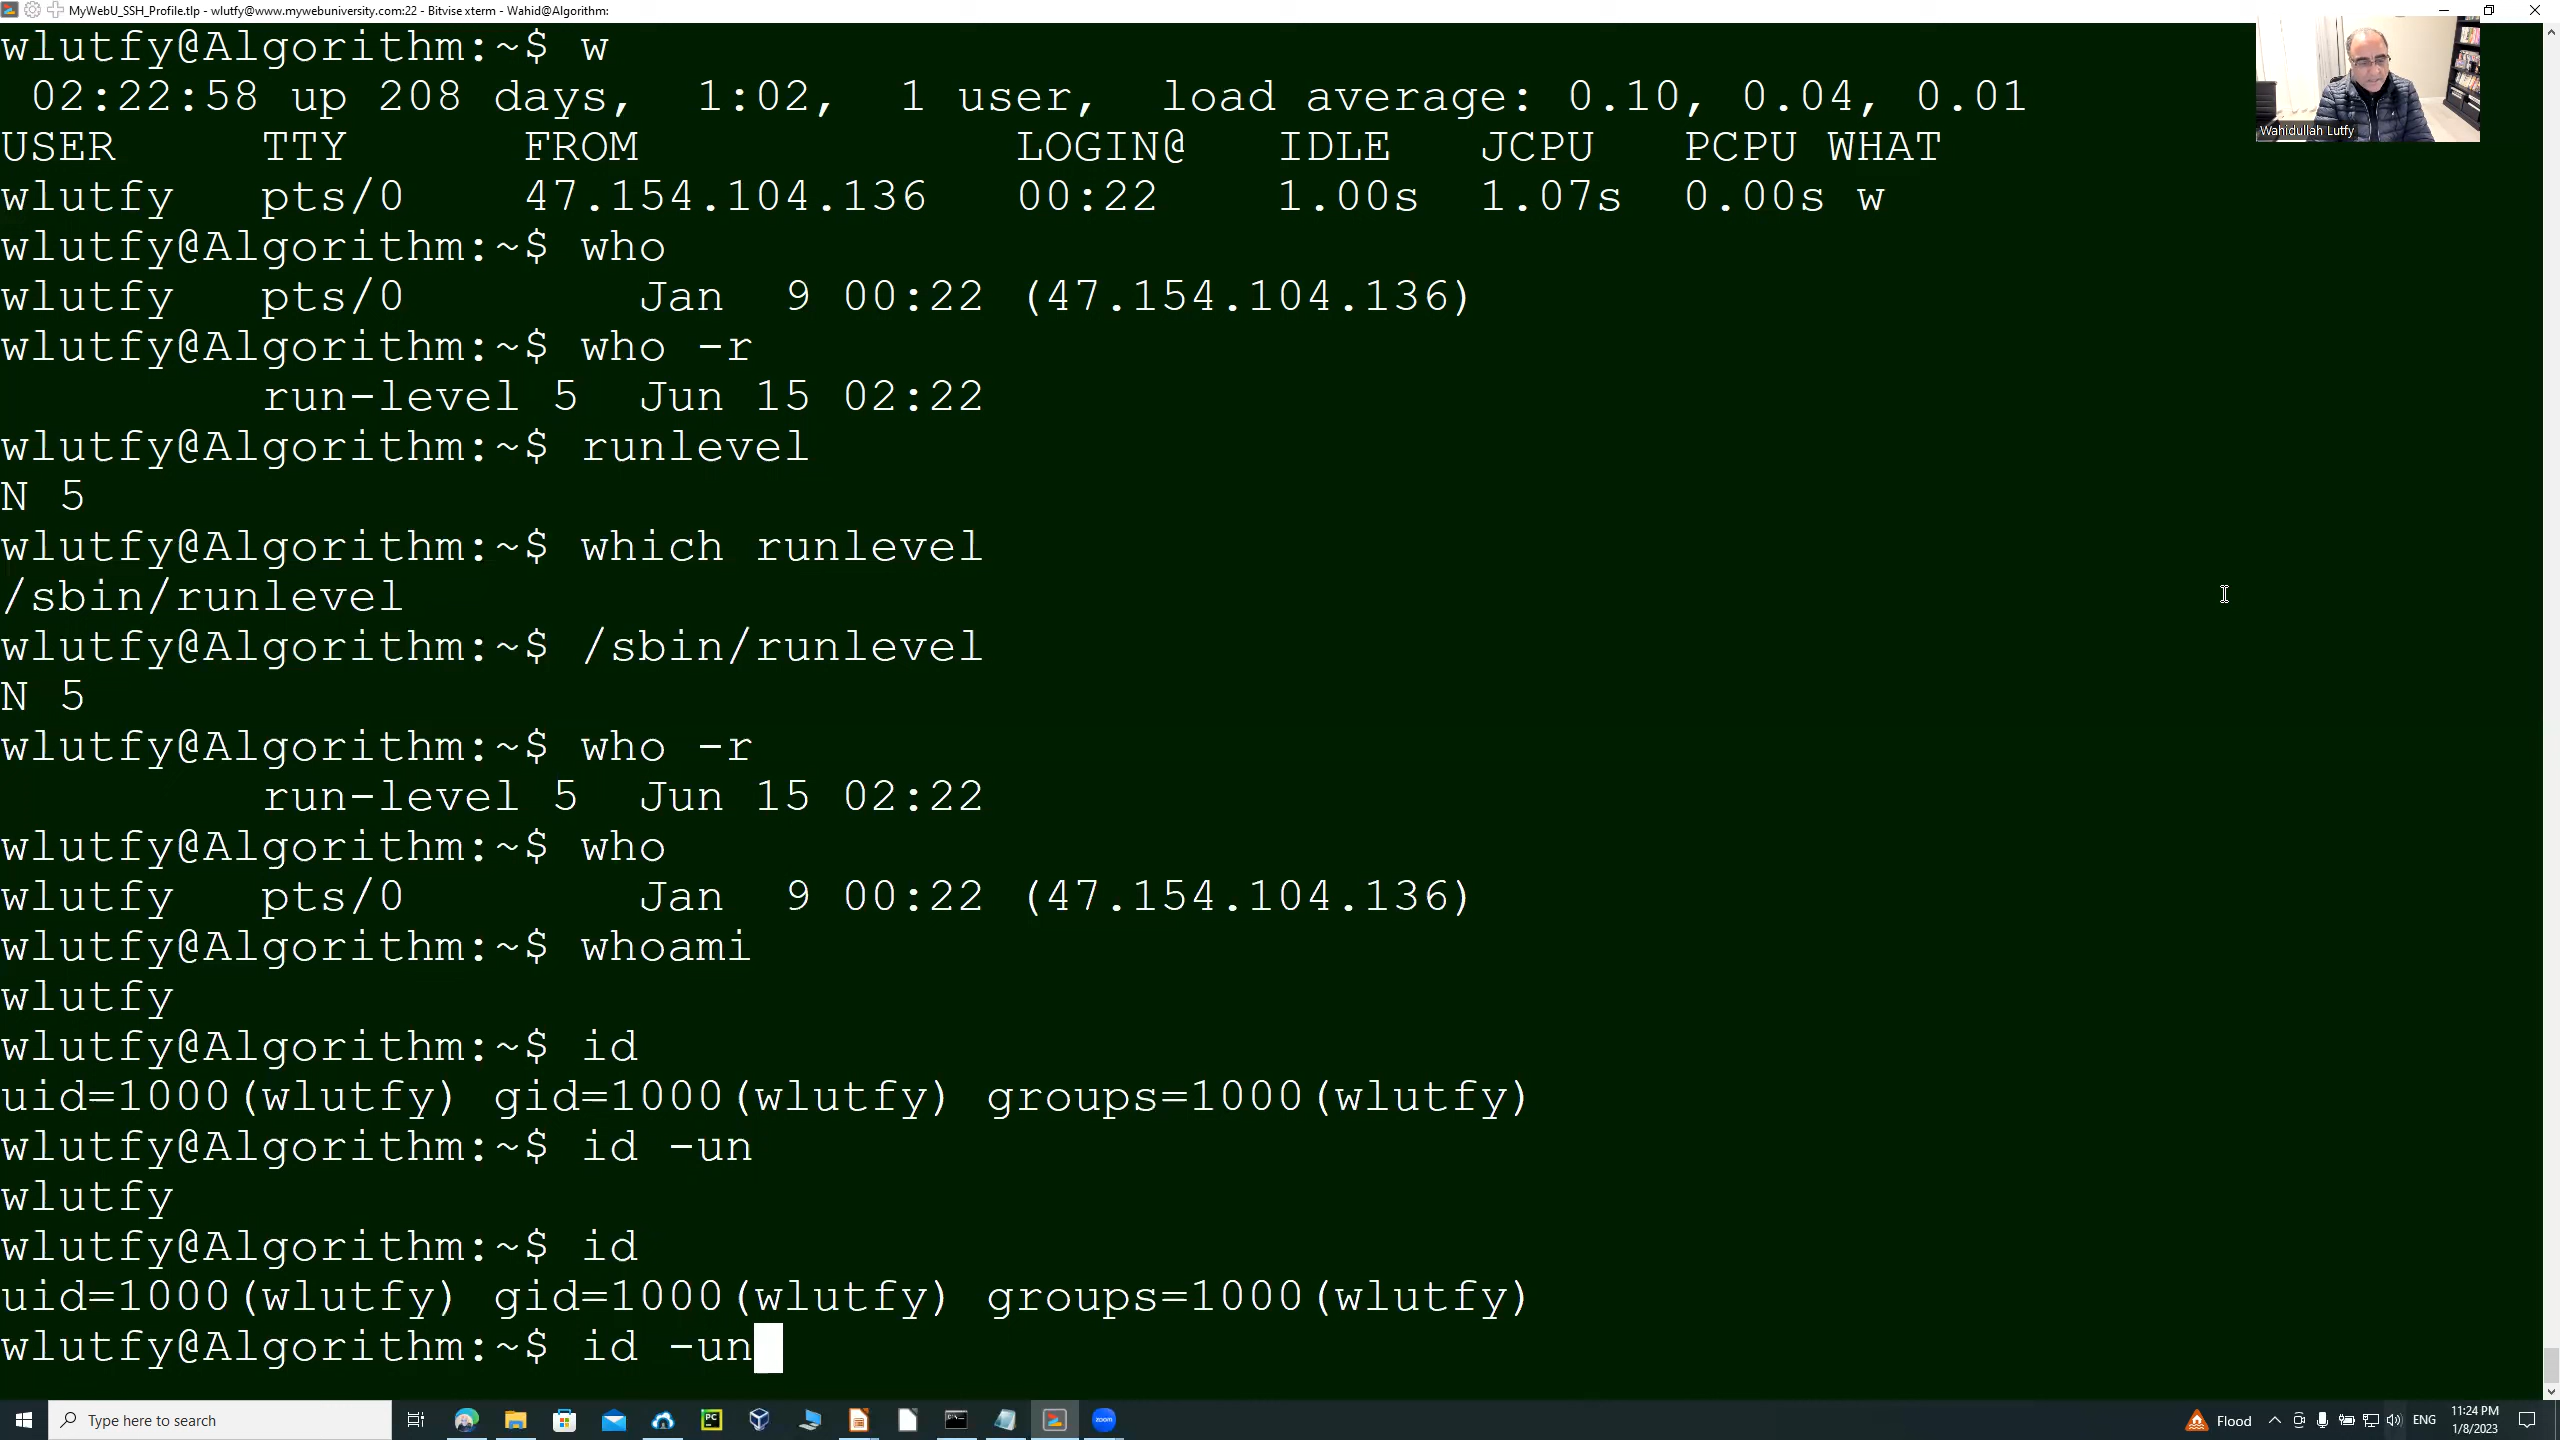 MyWebU_SSH_Profile.tlp - wlutfy@www.mywebuniversity.com:22 - Bitvise xterm - Wahid@Algorithm:
wlutfy@Algorithm:~$ w
 02:22:58 up 208 days,  1:02,  1 user,  load average: 0.10, 0.04, 0.01
USER     TTY      FROM             LOGIN@   IDLE   JCPU   PCPU WHAT
wlutfy   pts/0    47.154.104.136   00:22    1.00s  1.07s  0.00s w
wlutfy@Algorithm:~$ who
wlutfy   pts/0        Jan  9 00:22 (47.154.104.136)
wlutfy@Algorithm:~$ who -r
         run-level 5  Jun 15 02:22
wlutfy@Algorithm:~$ runlevel
N 5
wlutfy@Algorithm:~$ which runlevel
/sbin/runlevel
wlutfy@Algorithm:~$ /sbin/runlevel
N 5
wlutfy@Algorithm:~$ who -r
         run-level 5  Jun 15 02:22
wlutfy@Algorithm:~$ who
wlutfy   pts/0        Jan  9 00:22 (47.154.104.136)
wlutfy@Algorithm:~$ whoami
wlutfy
wlutfy@Algorithm:~$ id
uid=1000(wlutfy) gid=1000(wlutfy) groups=1000(wlutfy)
wlutfy@Algorithm:~$ id -un
wlutfy
wlutfy@Algorithm:~$ id
uid=1000(wlutfy) gid=1000(wlutfy) groups=1000(wlutfy)
wlutfy@Algorithm:~$ id -un
Wahidullah Lutfy
Type here to search
PC
zoom
Flood
ENG
11:24 PM
1/8/2023